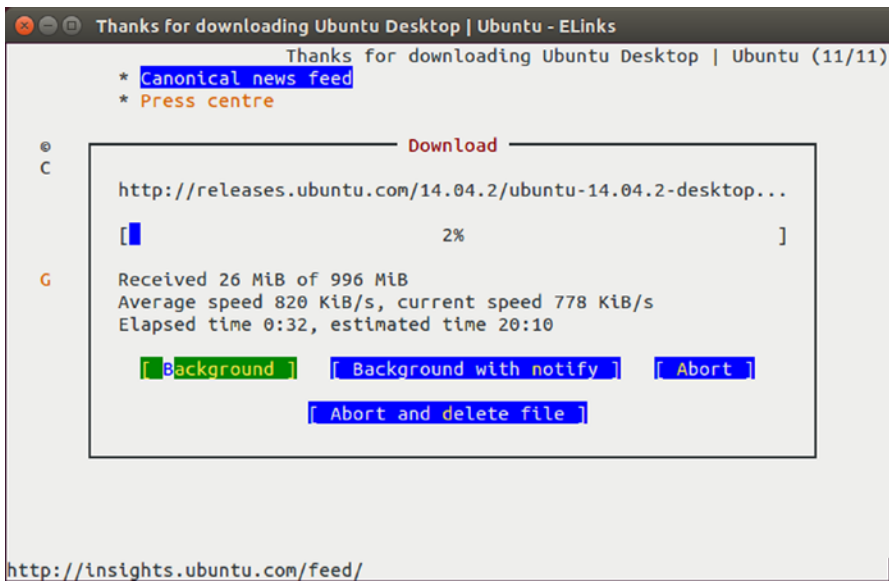 Thanks for downloading Ubuntu Desktop | Ubuntu - ELinks
Thanks for downloading Ubuntu Desktop | Ubuntu (11/11)
* Canonical news feed
* Press centre
©
Download
C
http://releases.ubuntu.com/14.04.2/ubuntu-14.04.2-desktop...
[ 2% ]
G
Received 26 MiB of 996 MiB
Average speed 820 KiB/s, current speed 778 KiB/s
Elapsed time 0:32, estimated time 20:10
[ Background ] [ Background with notify ] [ Abort ]
[ Abort and delete file ]
http://insights.ubuntu.com/feed/